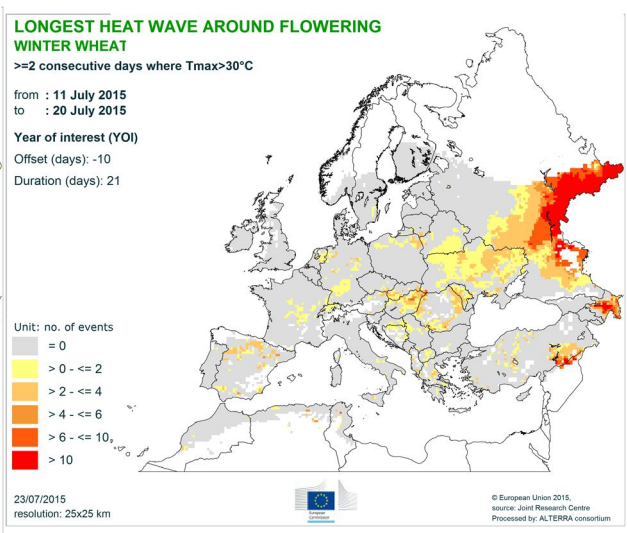 LONGEST HEAT WAVE AROUND FLOWERING
WINTER WHEAT
>=2 consecutive days where Tmax>30°C
from : 11 July 2015
to : 20 July 2015
Year of interest (YOI)
Offset (days): -10
Duration (days): 21
Unit: no. of events
= 0
> 0 - <= 2
> 2 - <= 4
> 4 - <= 6
> 6 - <= 10
> 10
23/07/2015
resolution: 25x25 km
European
Commission
© European Union 2015,
source: Joint Research Centre
Processed by: ALTERRA consortium